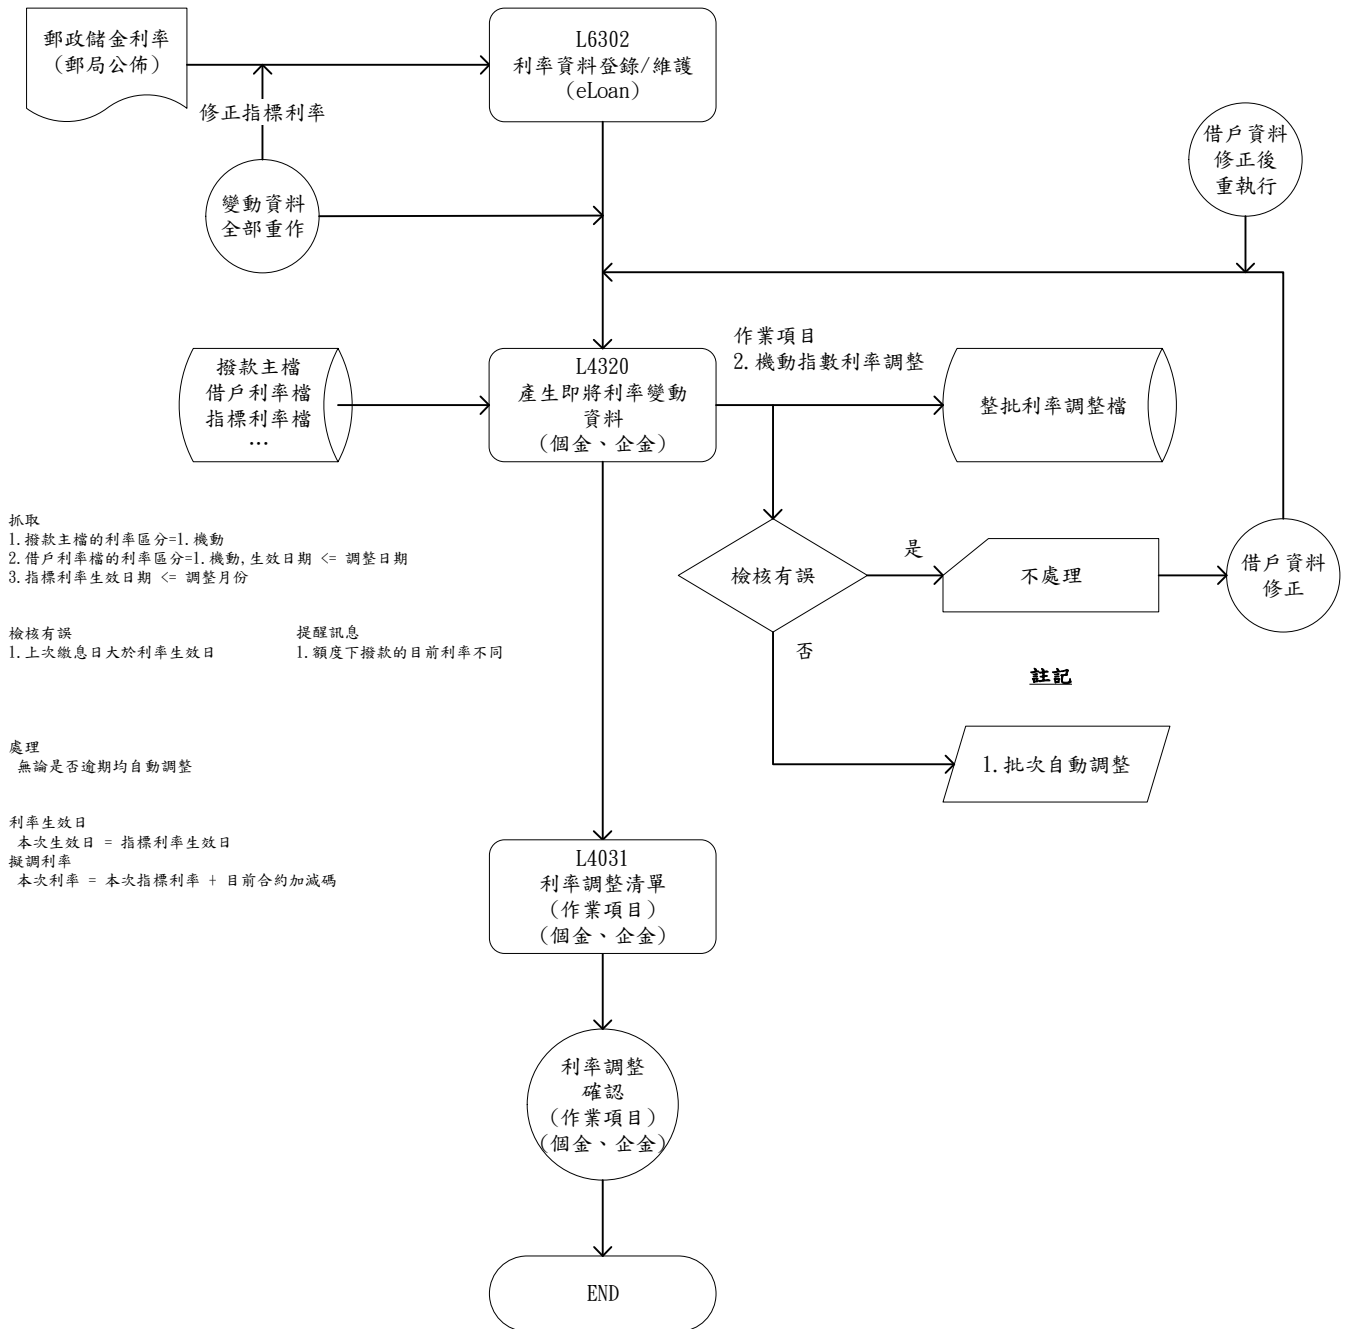 郵政儲金利率
(郵局公佈)
L6302
利率資料登錄/維護
(eLoan)
修正指標利率
借戶資料
修正後
重執行
變動資料
全部重作
撥款主檔
借戶利率檔
指標利率檔
...
L4320
產生即將利率變動
資料
(個金、企金)
作業項目
2.機動指數利率調整
整批利率調整檔
抓取
1.撥款主檔的利率區分=1.機動
2.借戶利率檔的利率區分=1.機動,生效日期 <= 調整日期
3.指標利率生效日期 <= 調整月份
檢核有誤
是
不處理
借戶資料
修正
否
檢核有誤
1.上次繳息日大於利率生效日
提醒訊息
1.額度下撥款的目前利率不同
註記
1.批次自動調整
處理
無論是否逾期均自動調整
利率生效日
本次生效日 = 指標利率生效日
擬調利率
本次利率 = 本次指標利率 + 目前合約加減碼
L4031
利率調整清單
(作業項目)
(個金、企金)
利率調整
確認
(作業項目)
(個金、企金)
END